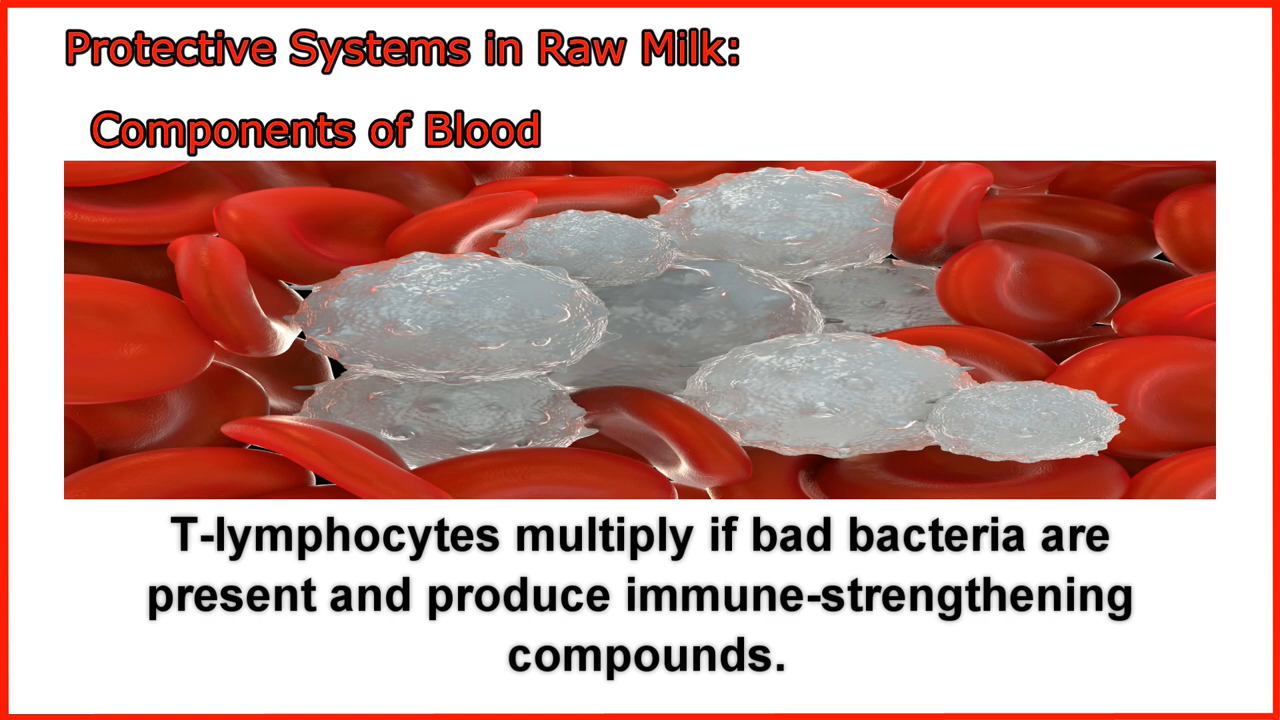 Protective Systems in Raw Milk:
Components of Blood
T-lymphocytes multiply if bad bacteria are
present and produce immune-strengthening
compounds.